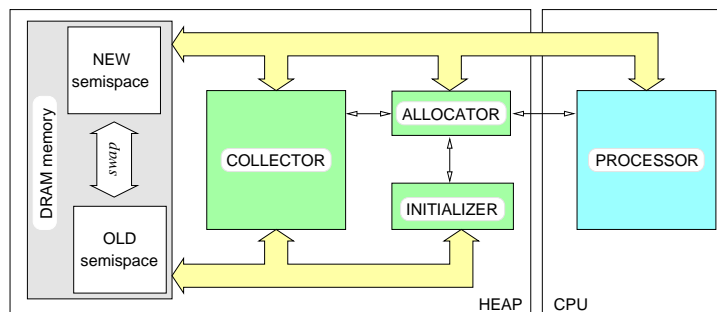 NEW
semispace
DRAM memory
swap
OLD
semispace
COLLECTOR
ALLOCATOR
INITIALIZER
PROCESSOR
HEAP
CPU